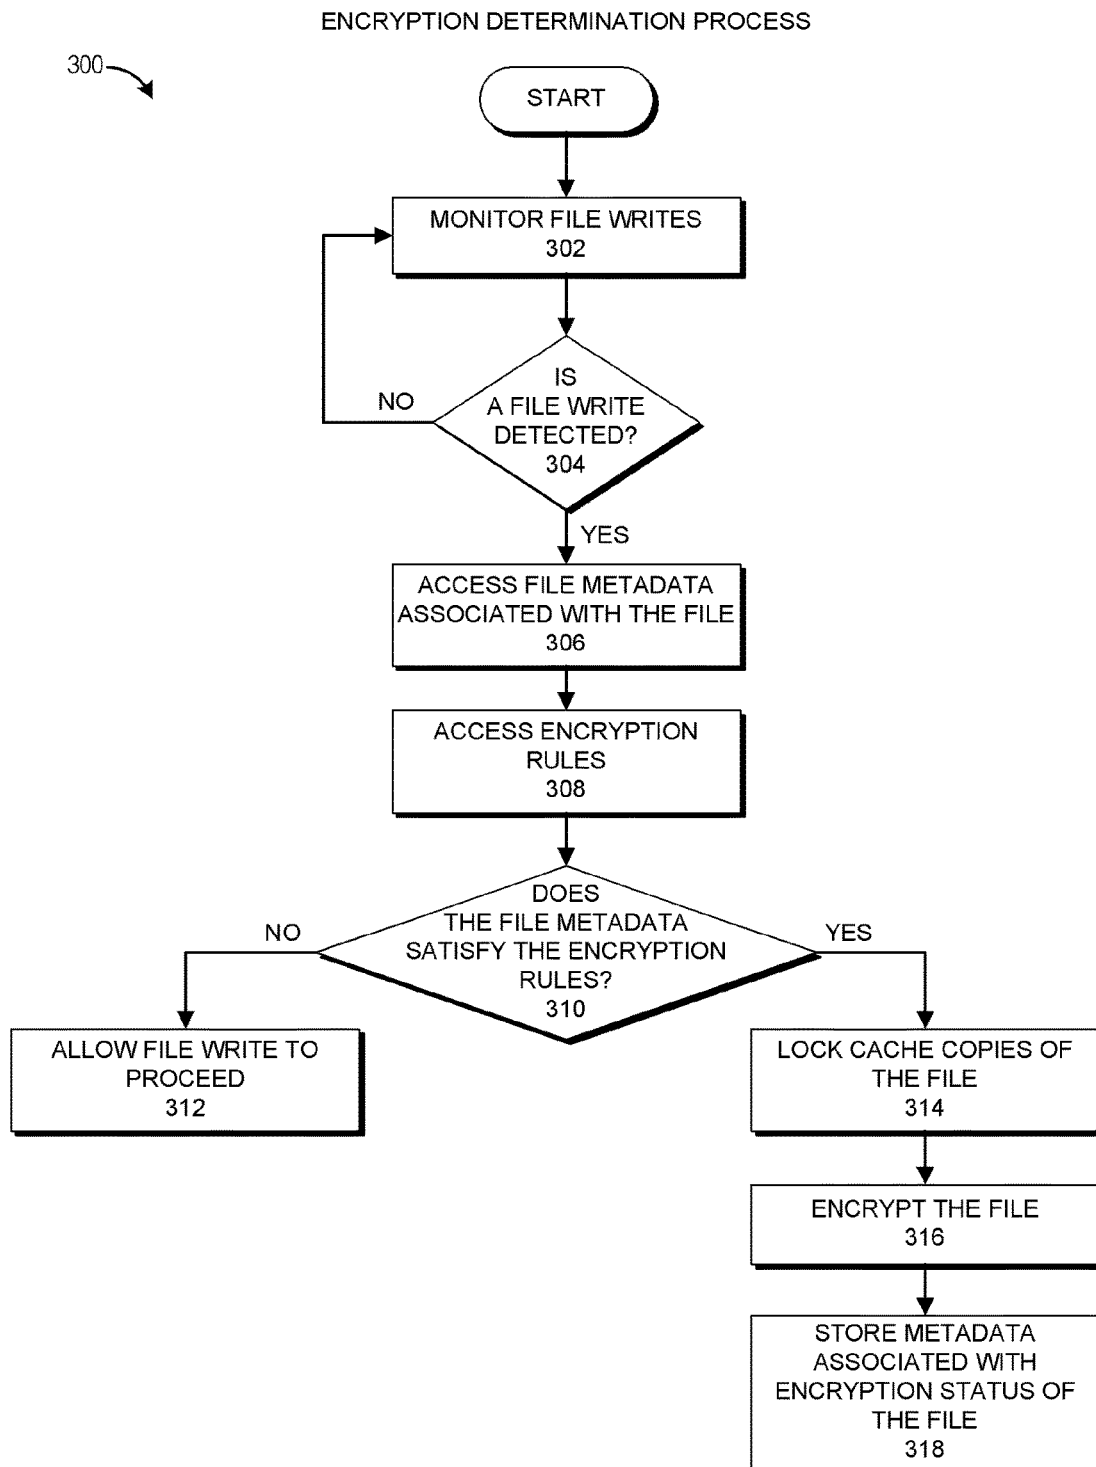 ENCRYPTION DETERMINATION PROCESS
300
START
MONITOR FILE WRITES
302
IS
A FILE WRITE
DETECTED?
304
NO
YES
ACCESS FILE METADATA
ASSOCIATED WITH THE FILE
306
ACCESS ENCRYPTION
RULES
308
DOES
THE FILE METADATA
SATISFY THE ENCRYPTION
RULES?
310
NO
YES
ALLOW FILE WRITE TO
PROCEED
312
LOCK CACHE COPIES OF
THE FILE
314
ENCRYPT THE FILE
316
STORE METADATA
ASSOCIATED WITH
ENCRYPTION STATUS OF
THE FILE
318